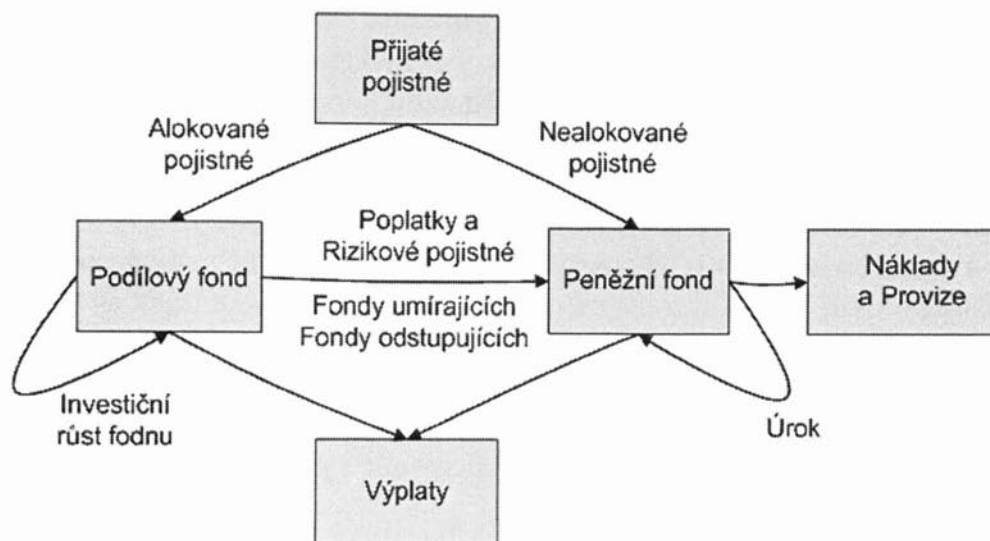 Přijaté
pojistné
Alokované
pojistné
Nealokované
pojistné
Poplatky a
Rizikové pojistné
Podílový fond
Peněžní fond
Náklady
a Provize
Fondy umírajících
Fondy odstupujících
Investiční
růst fodnu
Úrok
Výplaty